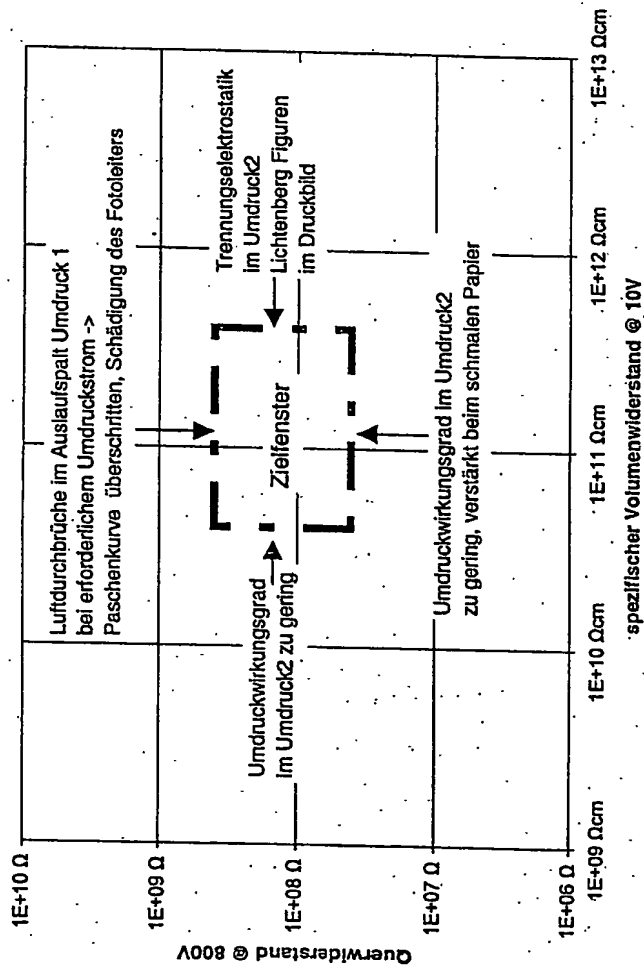 Querwiderstand @ 800V
1E+10 Ω
1E+09 Ω
1E+08 Ω
1E+07 Ω
1E+06 Ω
Luftdurchbrüche im Auslaufspalt Umdruck 1
bei erforderlichem Umdruckstrom ->
Paschenkurve überschritten, Schädigung des Fotoleiters
Umdruckwirkungsgrad
Im Umdruck2 zu gering
Zielfenster
Trennungselektrostatik
im Umdruck2
Lichtenberg Figuren
im Druckbild
Umdruckwirkungsgrad im Umdruck2
zu gering, verstärkt beim schmalen Papier
1E+09 Ωcm
1E+10 Ωcm
1E+11 Ωcm
1E+12 Ωcm
1E+13 Ωcm
spezifischer Volumenwiderstand @ 10V